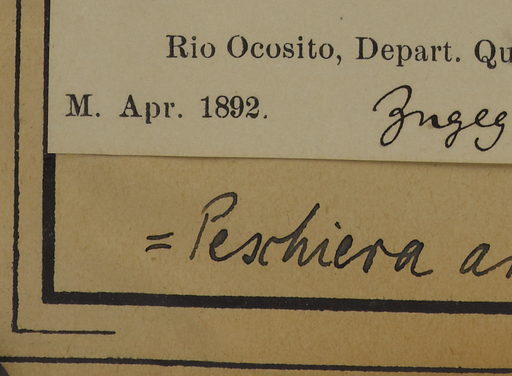 Rio Ocosito, Depart. Qu
M. Apr. 1892.
= Peschiera